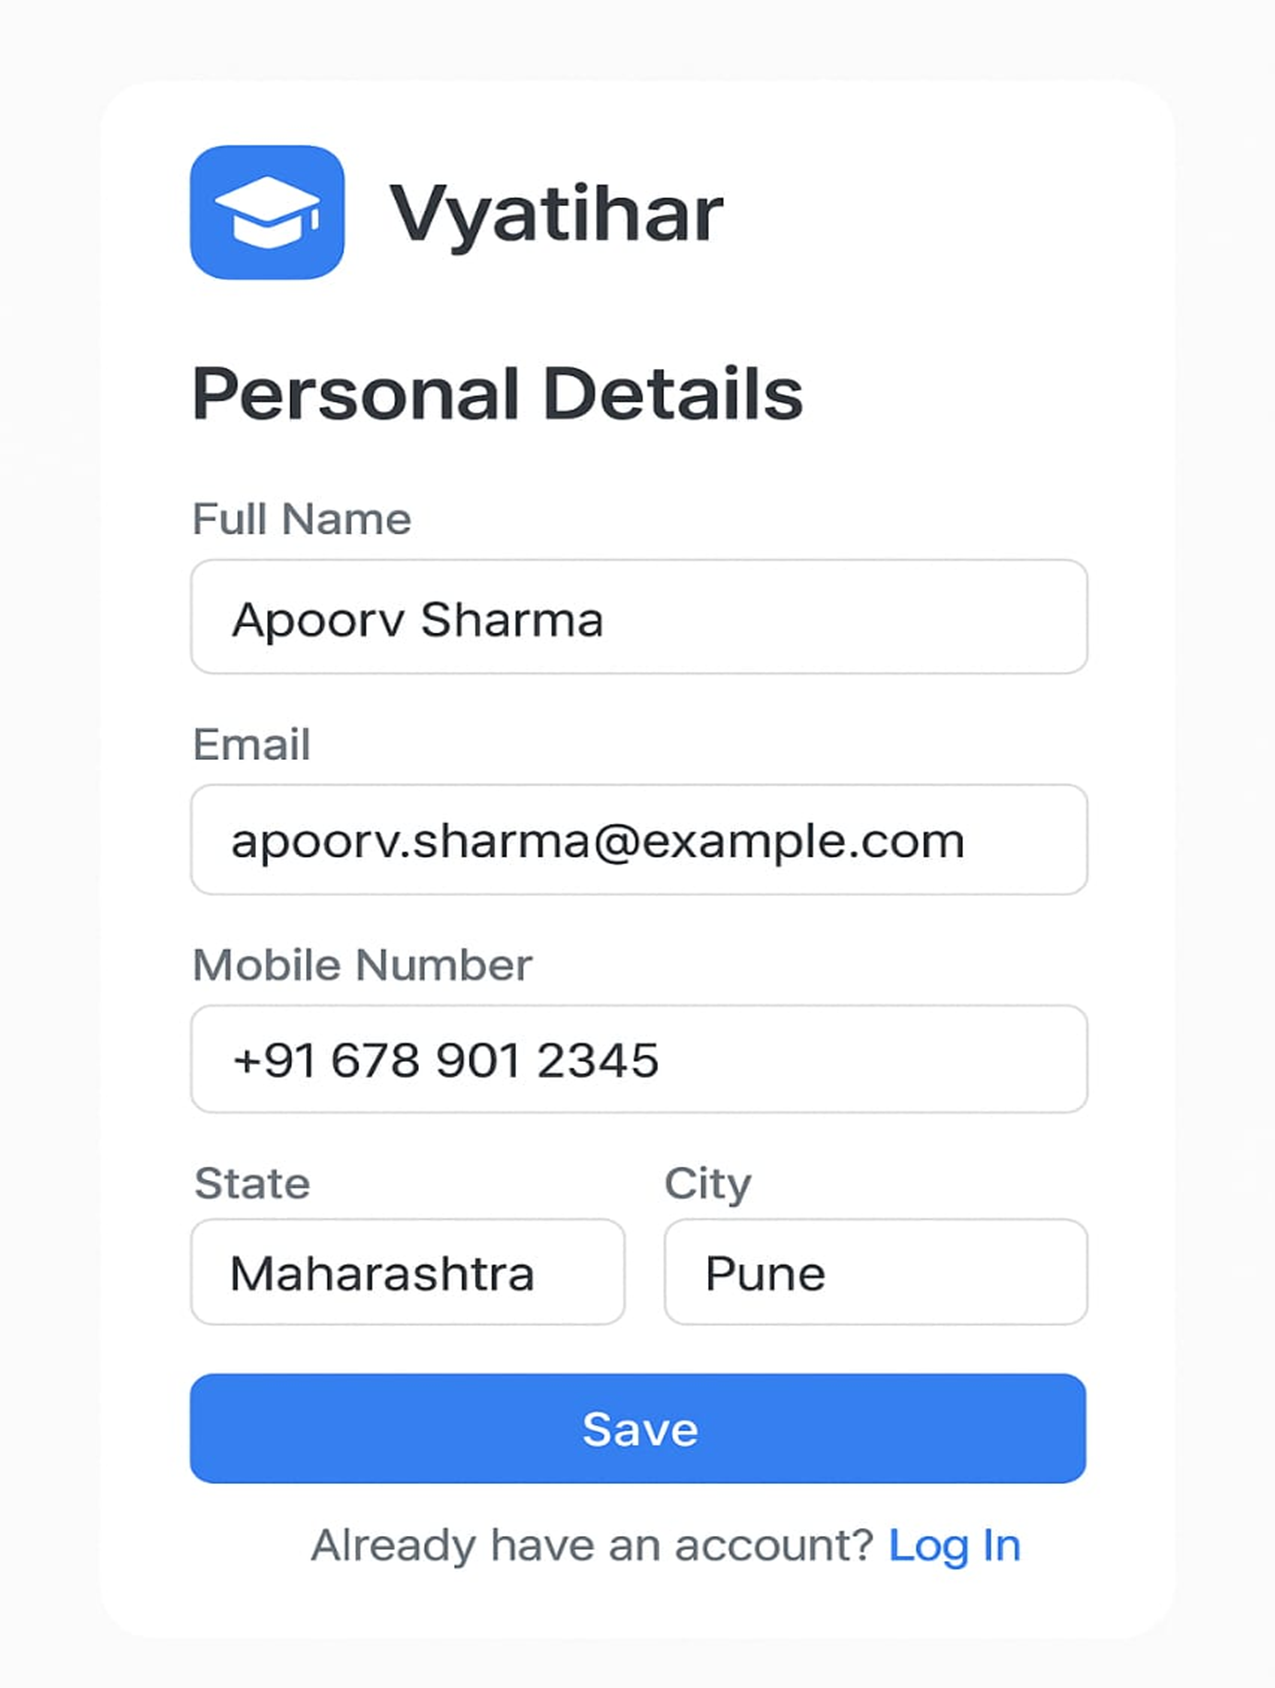 Vyatihar
Personal Details
Full Name
Apoorv Sharma
Email
apoorv.sharma@example.com
Mobile Number
+91 678 901 2345
State City
Maharashtra Pune
Save
Already have an account? Log In